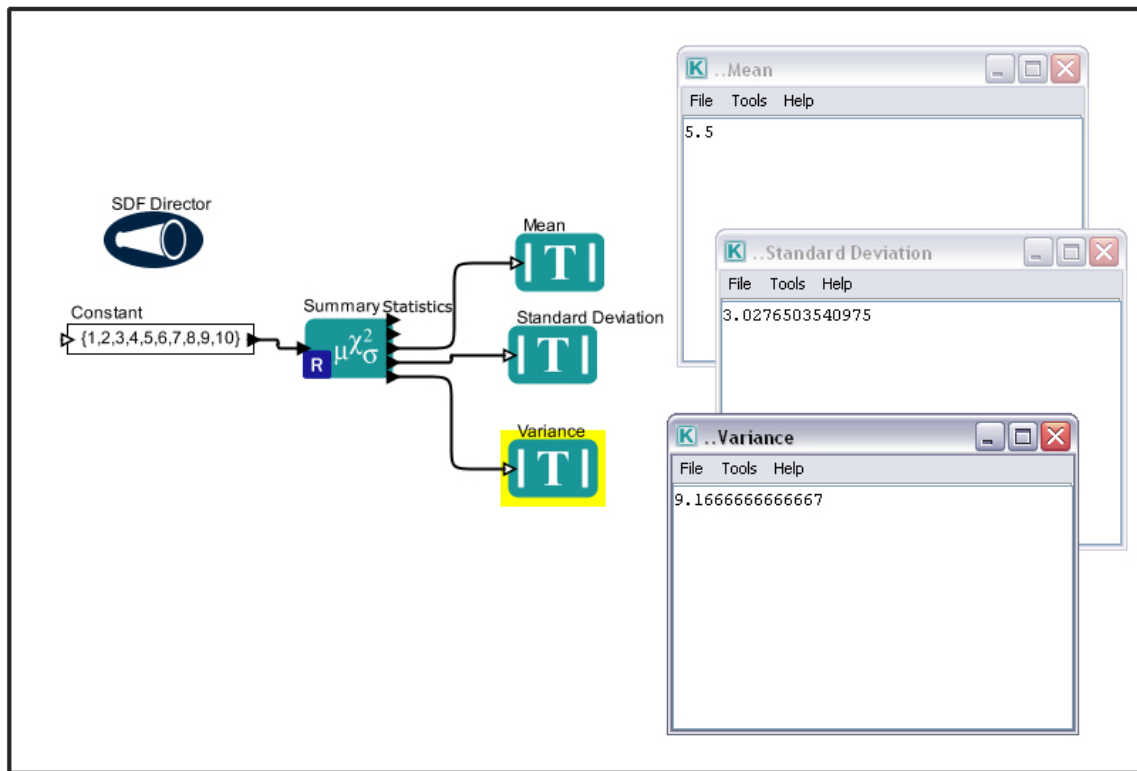 SDF Director
Constant
{1,2,3,4,5,6,7,8,9,10}
Summary Statistics
μχ²σ
R
Mean
T
Standard Deviation
T
Variance
T
K ..Mean
File Tools Help
5.5
K ..Standard Deviation
File Tools Help
3.0276503540975
K ..Variance
File Tools Help
9.1666666666667